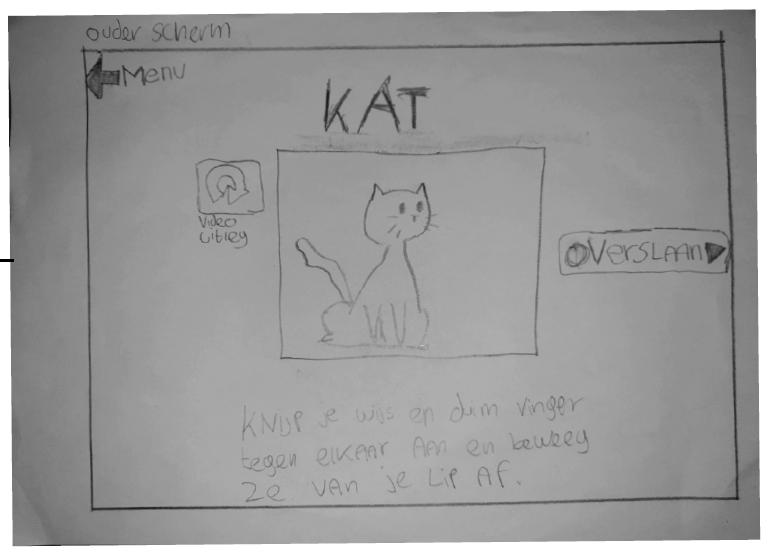 ouder scherm
Menu
KAT
Video
uitleg
OVerSLAAN
KNijP je wijs en duim vinger
tegen elkaar AAn en beweeg
Ze VAN je Lip Af.